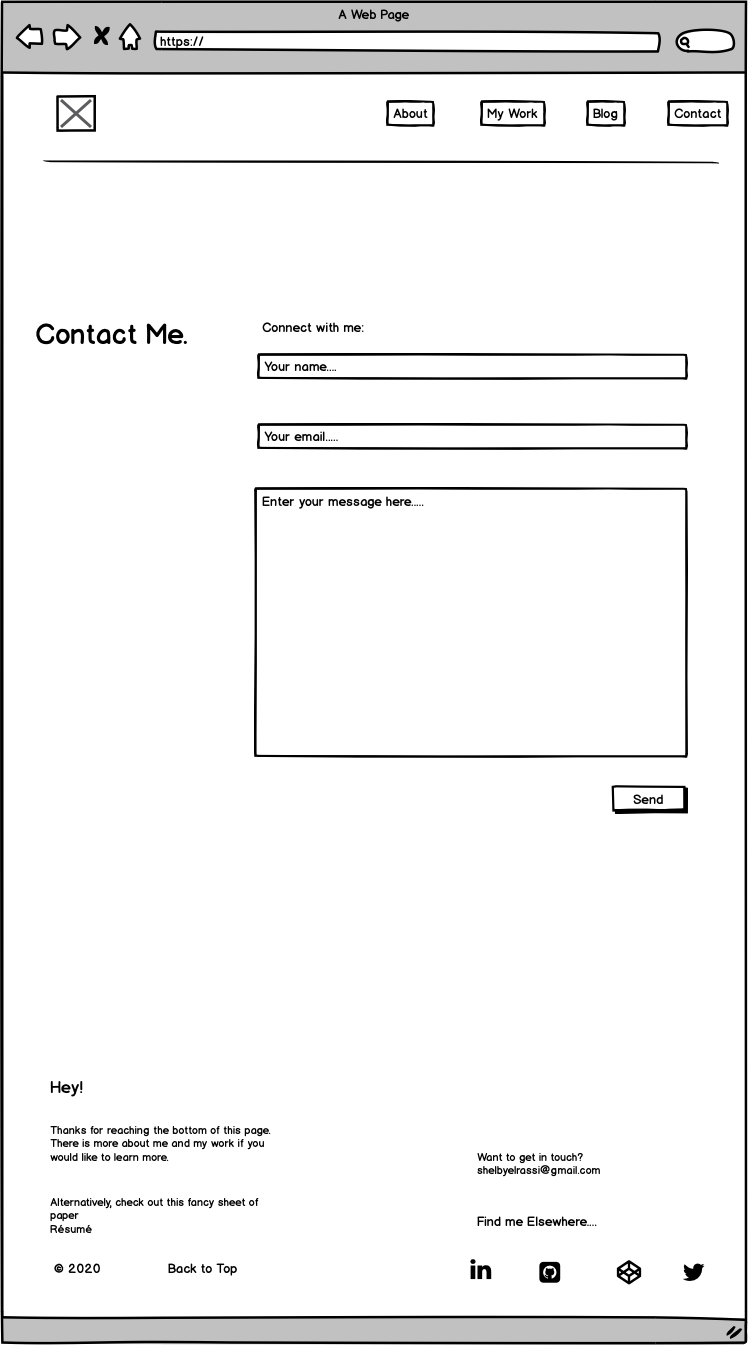 A Web Page
https://
About
My Work
Blog
Contact
Contact Me.
Connect with me:
Your name....
Your email.....
Enter your message here.....
Send
Hey!
Thanks for reaching the bottom of this page.
There is more about me and my work if you
would like to learn more.
Want to get in touch?
shelbyelrassi@gmail.com
Alternatively, check out this fancy sheet of
paper
Résumé
Find me Elsewhere....
© 2020
Back to Top
in